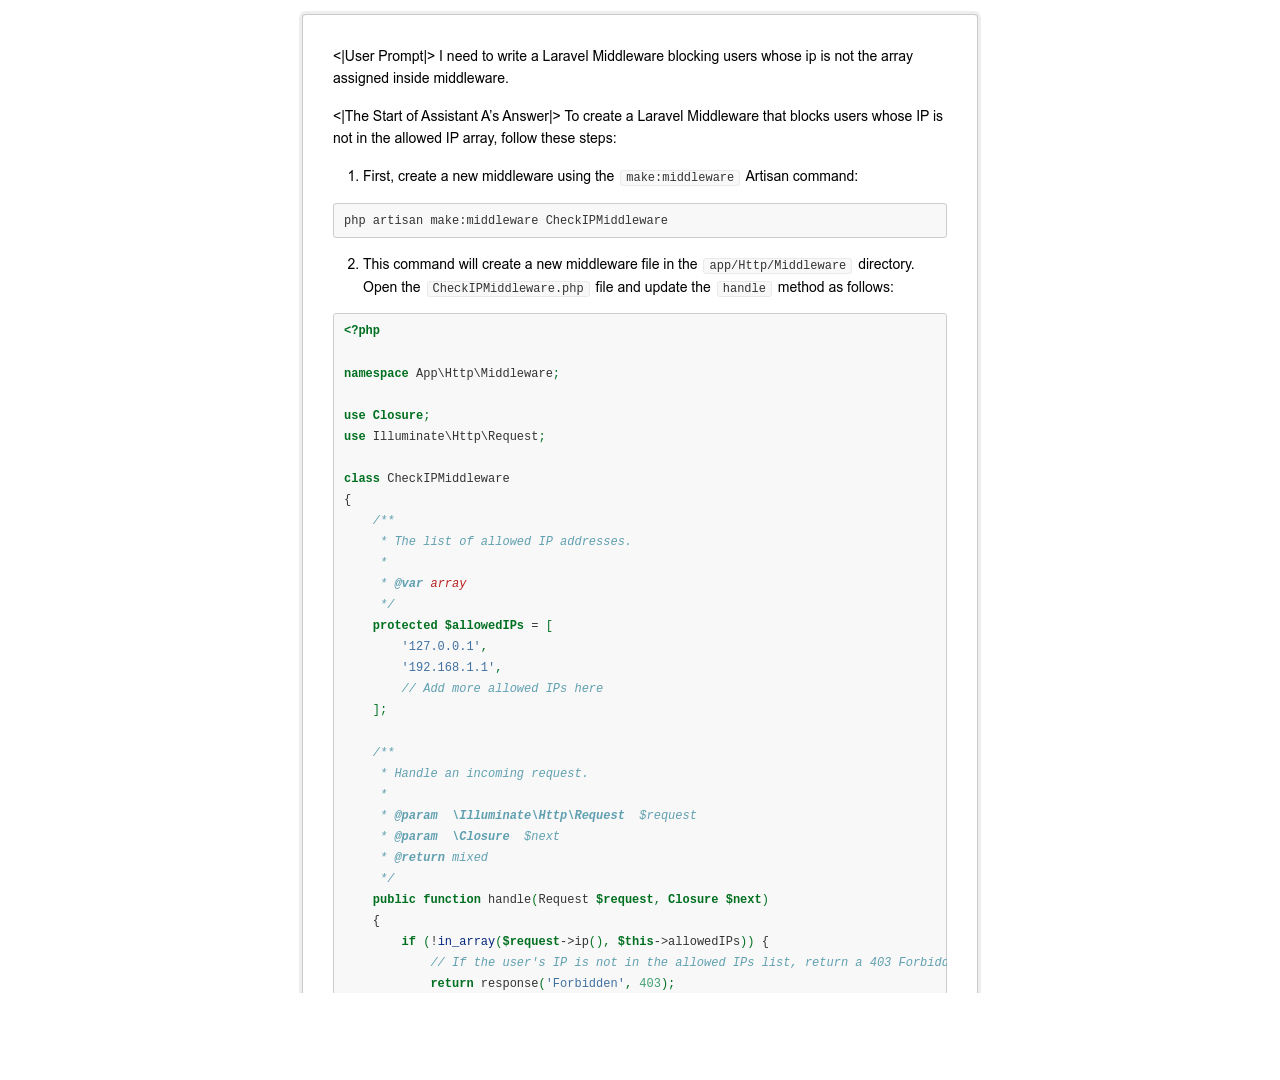 <|User Prompt|> I need to write a Laravel Middleware blocking users whose ip is not the array
assigned inside middleware.
<|The Start of Assistant A’s Answer|> To create a Laravel Middleware that blocks users whose IP is
not in the allowed IP array, follow these steps:
1. First, create a new middleware using the make:middleware Artisan command:
php artisan make:middleware CheckIPMiddleware
2. This command will create a new middleware file in the app/Http/Middleware directory.
Open the CheckIPMiddleware.php file and update the handle method as follows:
<?php
namespace App\Http\Middleware;
use Closure;
use Illuminate\Http\Request;
class CheckIPMiddleware
{
    /**
     * The list of allowed IP addresses.
     *
     * @var array
     */
    protected $allowedIPs = [
        '127.0.0.1',
        '192.168.1.1',
        // Add more allowed IPs here
    ];
    /**
     * Handle an incoming request.
     *
     * @param  \Illuminate\Http\Request  $request
     * @param  \Closure  $next
     * @return mixed
     */
    public function handle(Request $request, Closure $next)
    {
        if (!in_array($request->ip(), $this->allowedIPs)) {
            // If the user's IP is not in the allowed IPs list, return a 403 Forbidd
            return response('Forbidden', 403);